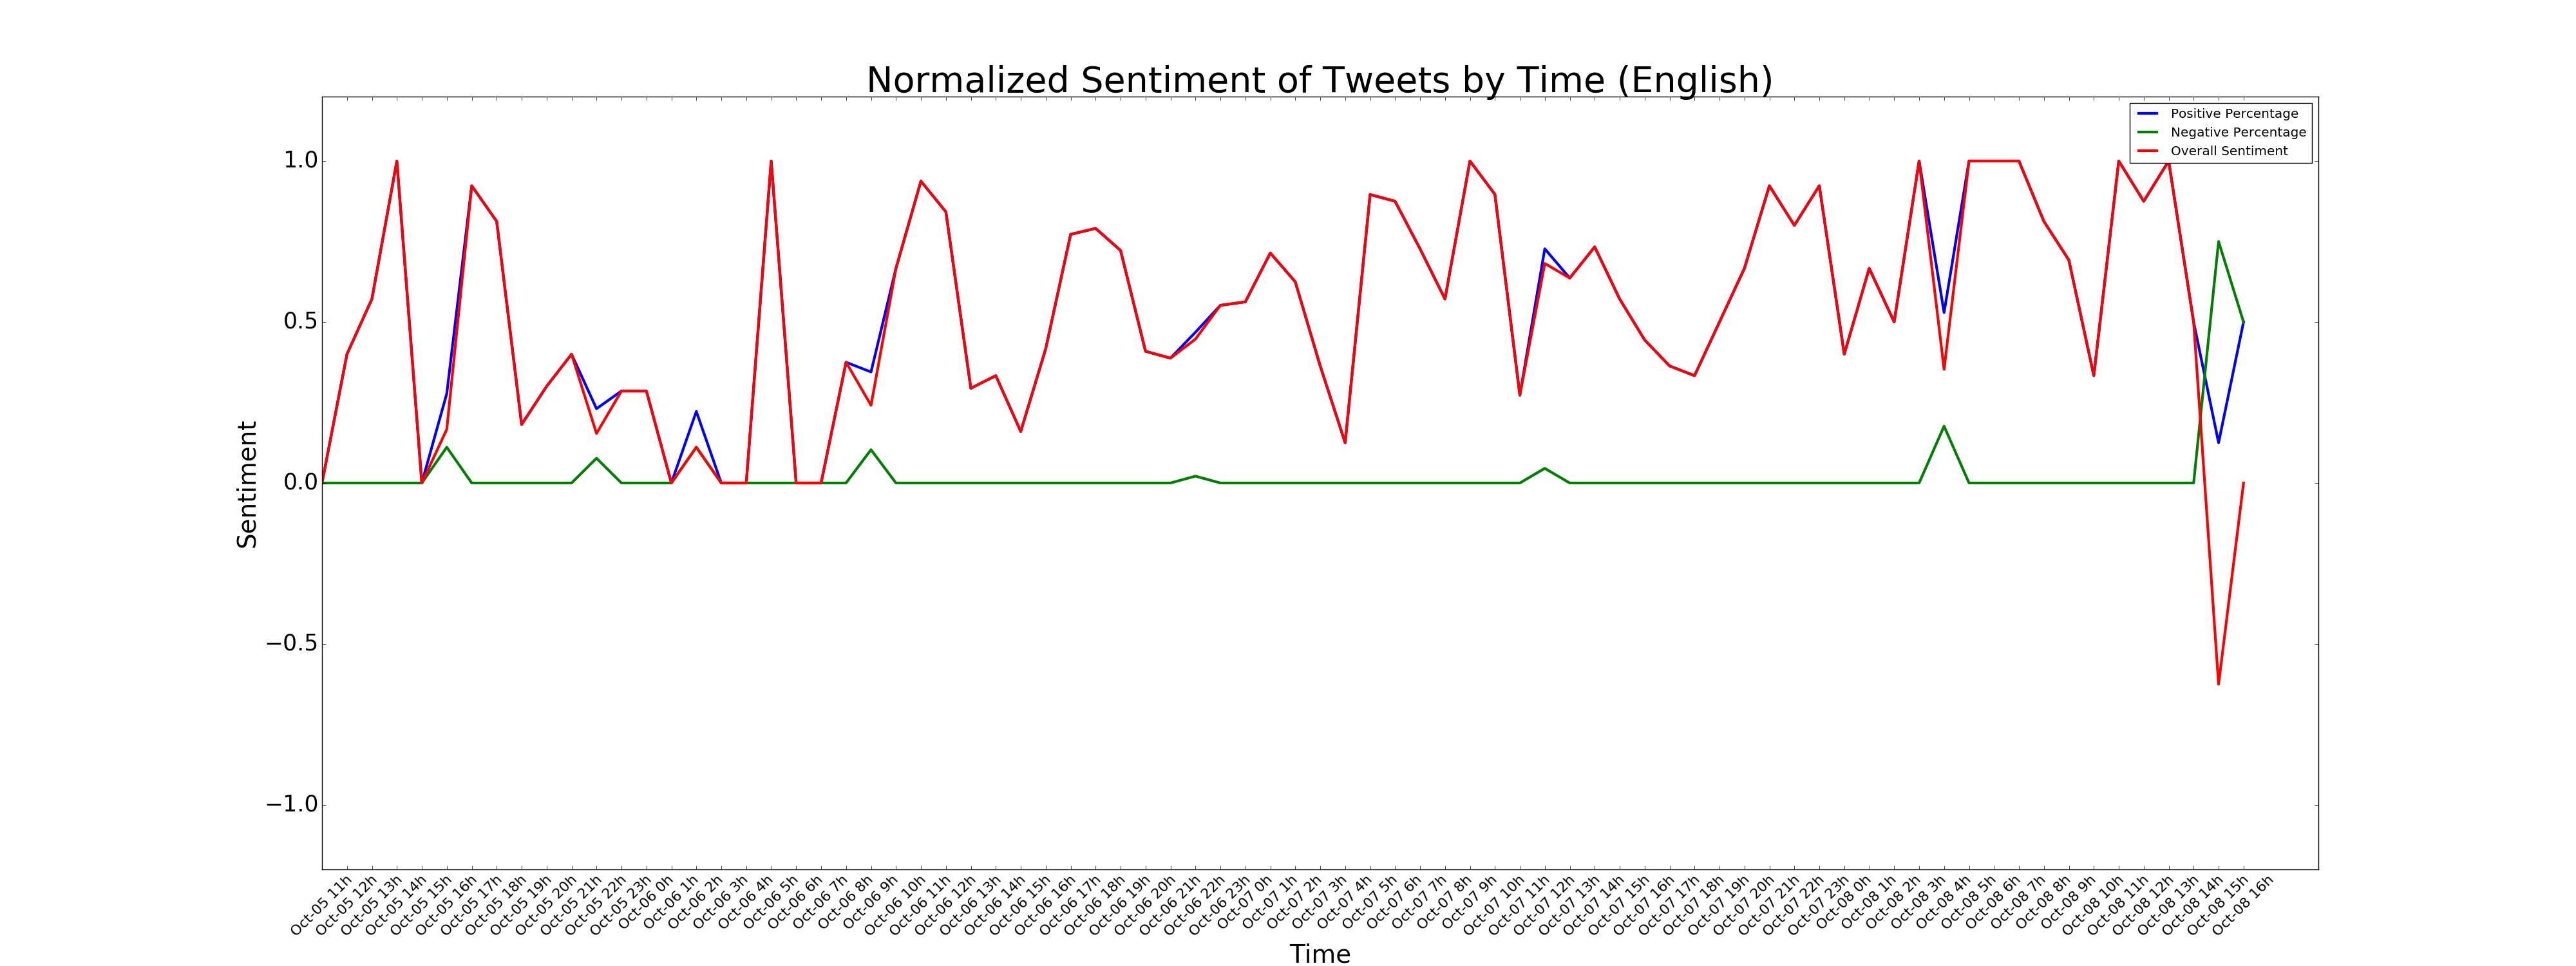 Normalized Sentiment of Tweets by Time (English)
Positive Percentage
Negative Percentage
Overall Sentiment
1.0
0.5
0.0
−0.5
−1.0
Sentiment
Oct-05 11h
Oct-05 12h
Oct-05 13h
Oct-05 14h
Oct-05 15h
Oct-05 16h
Oct-05 17h
Oct-05 18h
Oct-05 19h
Oct-05 20h
Oct-05 21h
Oct-05 22h
Oct-05 23h
Oct-06 0h
Oct-06 1h
Oct-06 2h
Oct-06 3h
Oct-06 4h
Oct-06 5h
Oct-06 6h
Oct-06 7h
Oct-06 8h
Oct-06 9h
Oct-06 10h
Oct-06 11h
Oct-06 12h
Oct-06 13h
Oct-06 14h
Oct-06 15h
Oct-06 16h
Oct-06 17h
Oct-06 18h
Oct-06 19h
Oct-06 20h
Oct-06 21h
Oct-06 22h
Oct-06 23h
Oct-07 0h
Oct-07 1h
Oct-07 2h
Oct-07 3h
Oct-07 4h
Oct-07 5h
Oct-07 6h
Oct-07 7h
Oct-07 8h
Oct-07 9h
Oct-07 10h
Oct-07 11h
Oct-07 12h
Oct-07 13h
Oct-07 14h
Oct-07 15h
Oct-07 16h
Oct-07 17h
Oct-07 18h
Oct-07 19h
Oct-07 20h
Oct-07 21h
Oct-07 22h
Oct-07 23h
Oct-08 0h
Oct-08 1h
Oct-08 2h
Oct-08 3h
Oct-08 4h
Oct-08 5h
Oct-08 6h
Oct-08 7h
Oct-08 8h
Oct-08 9h
Oct-08 10h
Oct-08 11h
Oct-08 12h
Oct-08 13h
Oct-08 14h
Oct-08 15h
Oct-08 16h
Time